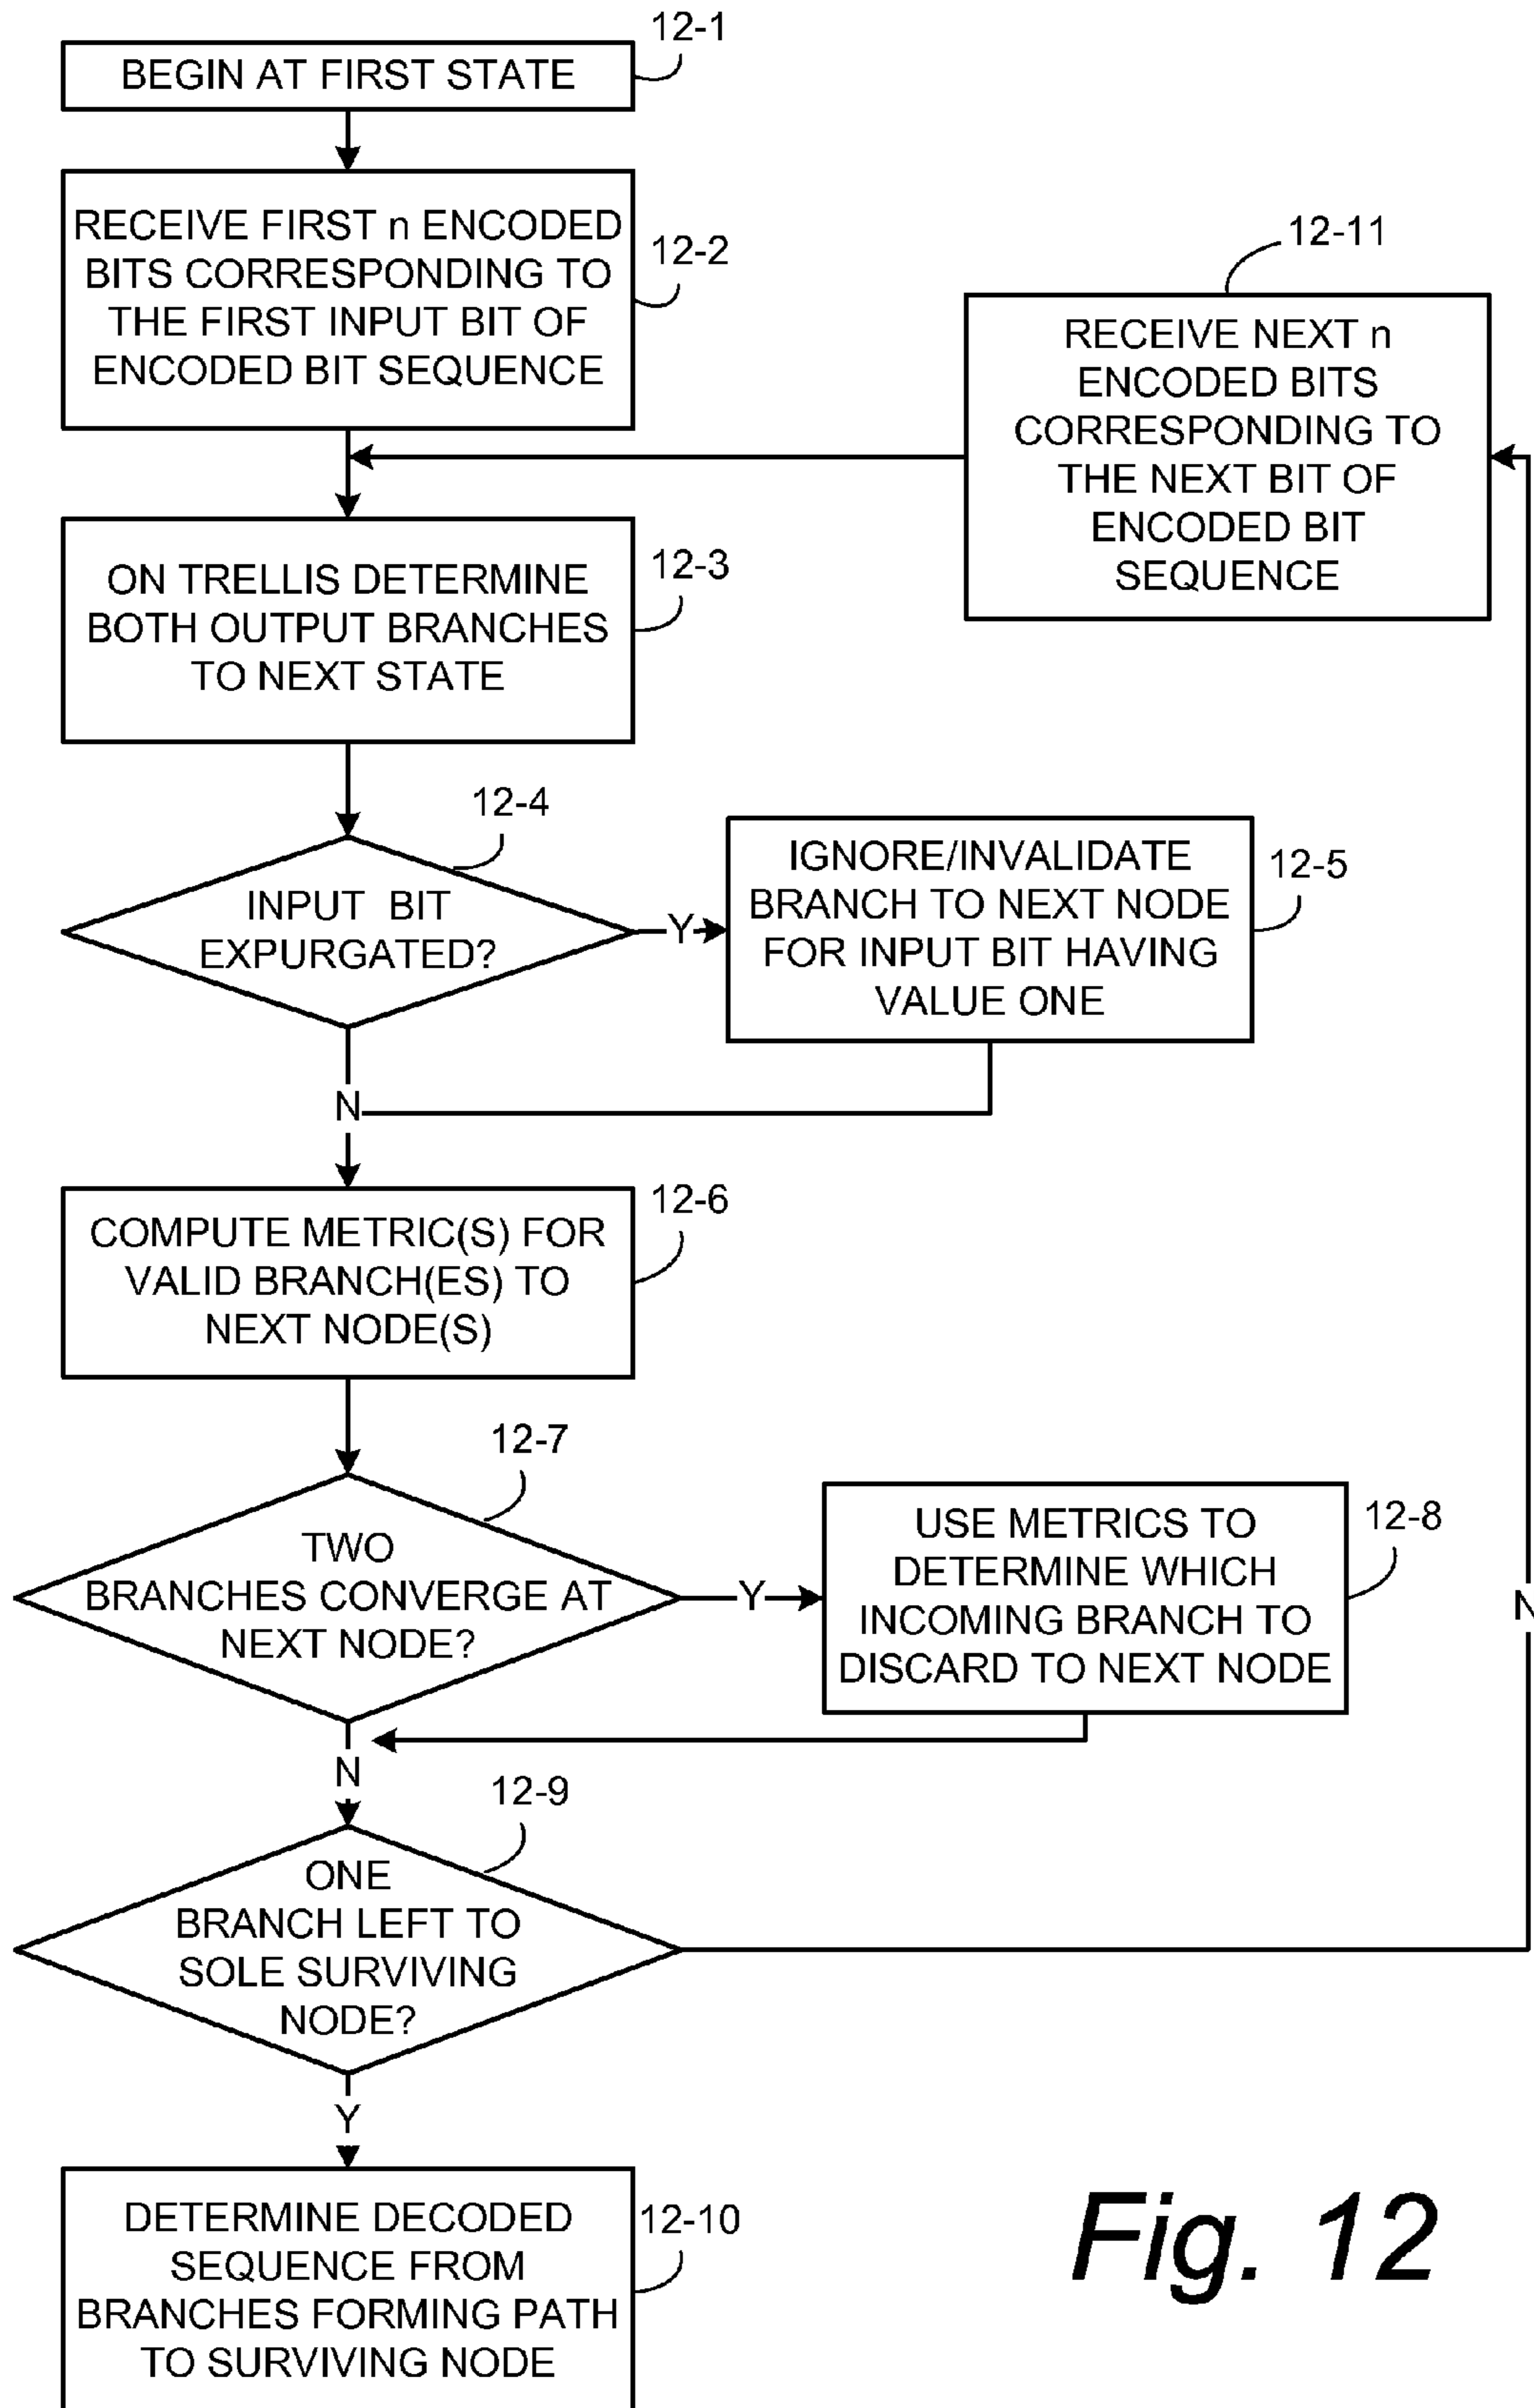 12-1
BEGIN AT FIRST STATE
RECEIVE FIRST n ENCODED
BITS CORRESPONDING TO
THE FIRST INPUT BIT OF
ENCODED BIT SEQUENCE
12-2
12-11
RECEIVE NEXT n
ENCODED BITS
CORRESPONDING TO
THE NEXT BIT OF
ENCODED BIT
SEQUENCE
12-3
ON TRELLIS DETERMINE
BOTH OUTPUT BRANCHES
TO NEXT STATE
12-4
INPUT BIT
EXPURGATED?
Y
IGNORE/INVALIDATE
BRANCH TO NEXT NODE
FOR INPUT BIT HAVING
VALUE ONE
12-5
N
12-6
COMPUTE METRIC(S) FOR
VALID BRANCH(ES) TO
NEXT NODE(S)
12-7
TWO
BRANCHES CONVERGE AT
NEXT NODE?
Y
USE METRICS TO
DETERMINE WHICH
INCOMING BRANCH TO
DISCARD TO NEXT NODE
12-8
N
N
12-9
ONE
BRANCH LEFT TO
SOLE SURVIVING
NODE?
Y
DETERMINE DECODED
SEQUENCE FROM
BRANCHES FORMING PATH
TO SURVIVING NODE
12-10
Fig. 12